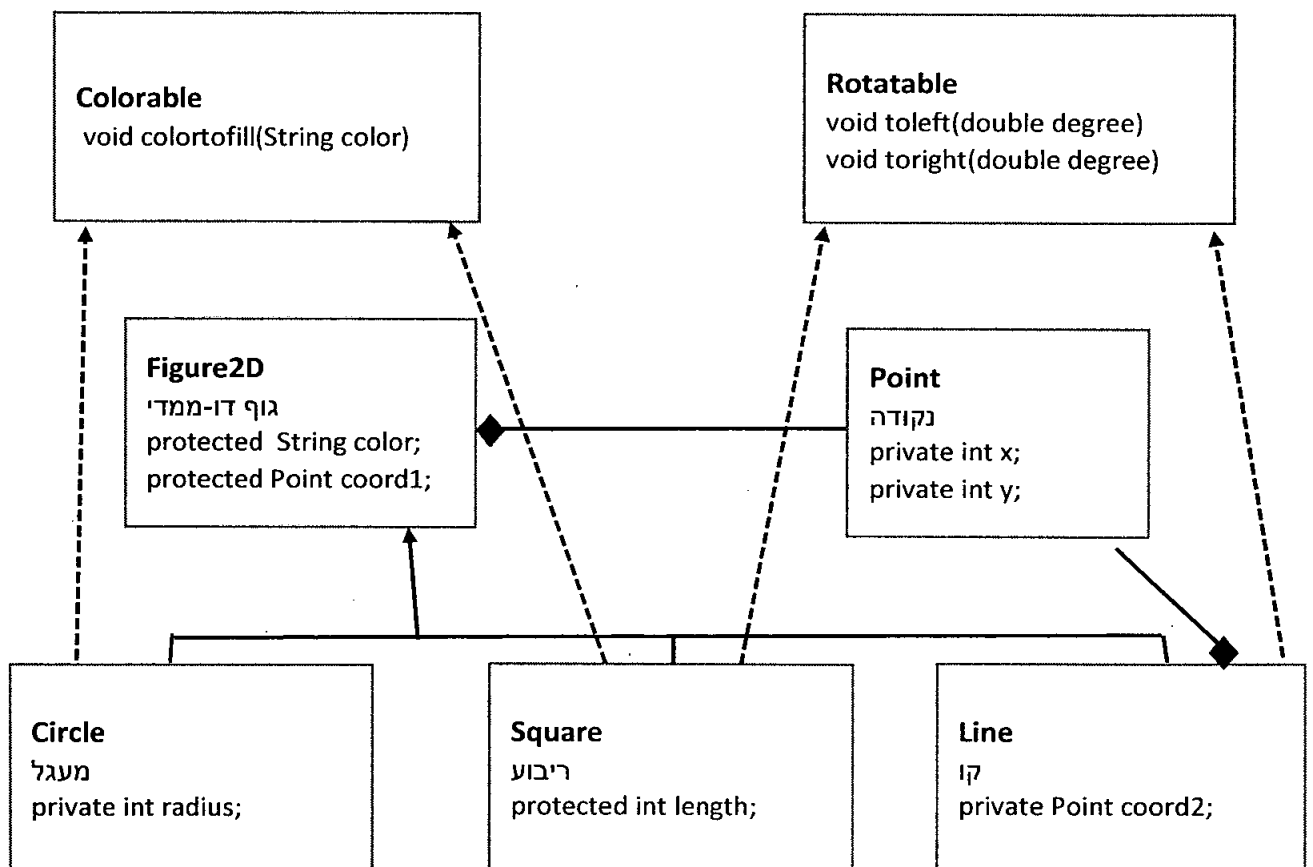 Colorable
void colortofill(String color)
Rotatable
void toleft(double degree)
void toright(double degree)
Figure2D
גוף דו-ממדי
protected String color;
protected Point coord1;
Point
נקודה
private int x;
private int y;
Circle
מעגל
private int radius;
Square
ריבוע
protected int length;
Line
קו
private Point coord2;